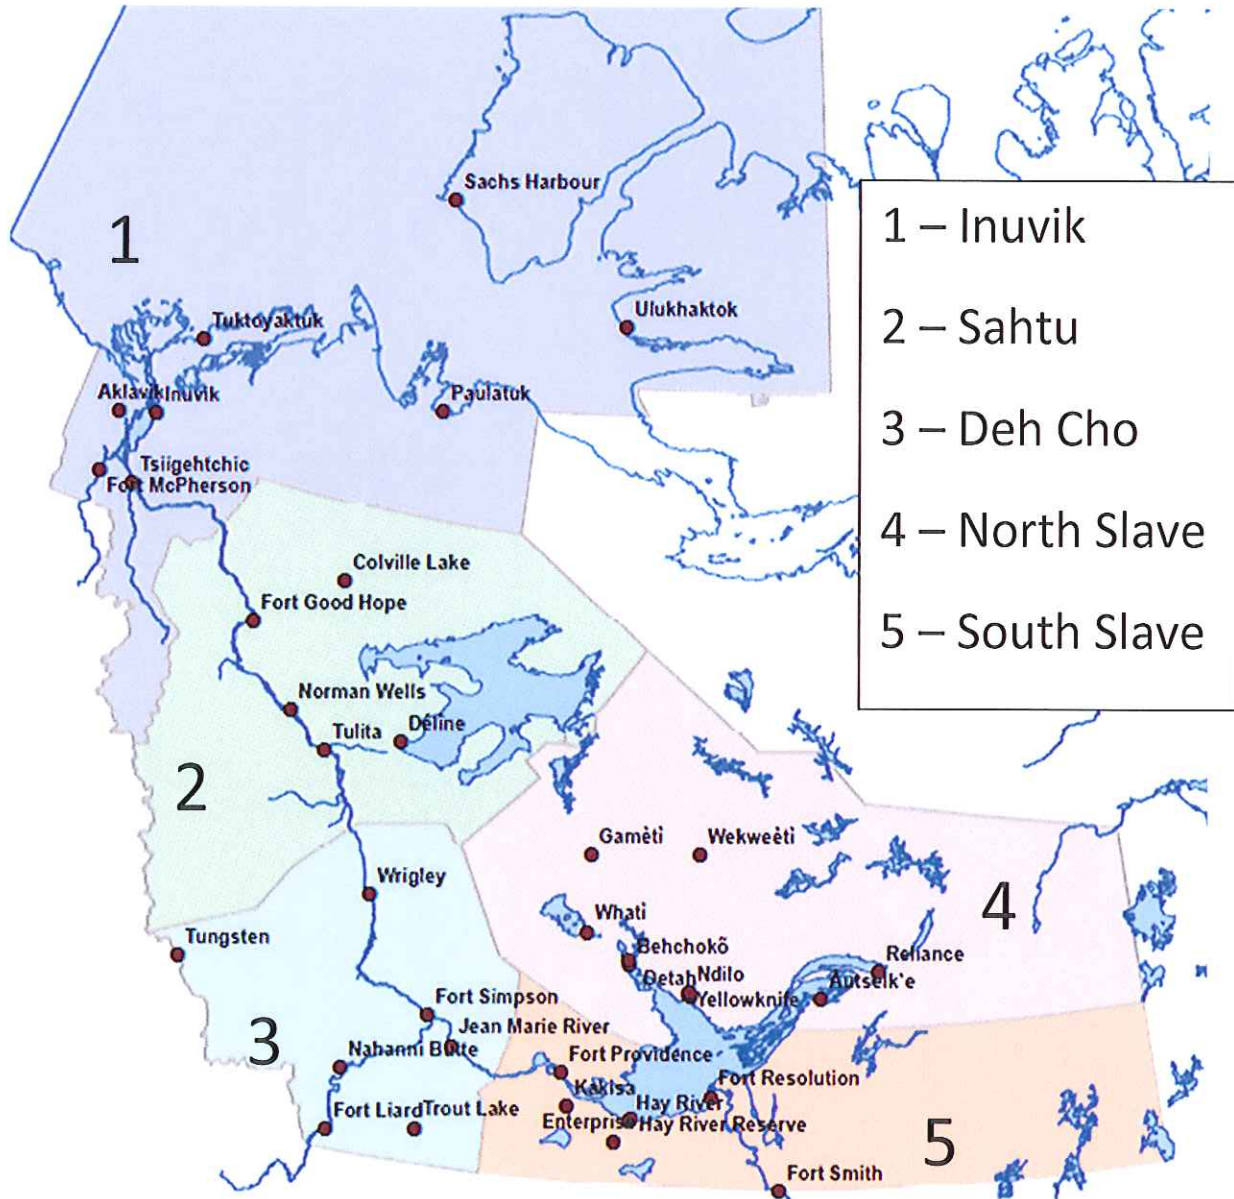 Sachs Harbour
1
1 – Inuvik
2 – Sahtu
3 – Deh Cho
4 – North Slave
5 – South Slave
Tuktoyaktuk
Ulukhaktok
Aklavik
Inuvik
Paulatuk
Tsiigehtchic
Fort McPherson
Colville Lake
Fort Good Hope
Norman Wells
Déline
Tulita
2
Gamètì
Wekweètì
Wrigley
4
Whatì
Tungsten
Behchokõ
Reliance
Detah
Ndilo
Łutselk'e
Yellowknife
Fort Simpson
Jean Marie River
3
Nahanni Butte
Fort Providence
Kakisa
Fort Resolution
Hay River
Fort Liard
Trout Lake
Enterprise
Hay River Reserve
5
Fort Smith